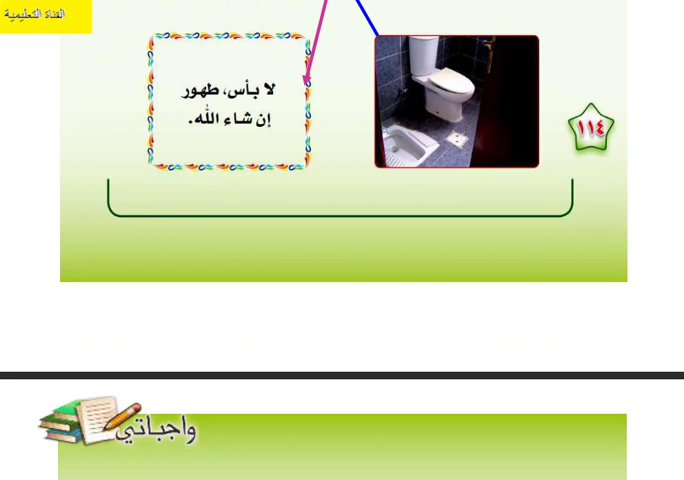 القناة التعليمية
لا بأس، طهور
إن شاء الله.
١١٤
واجباتي